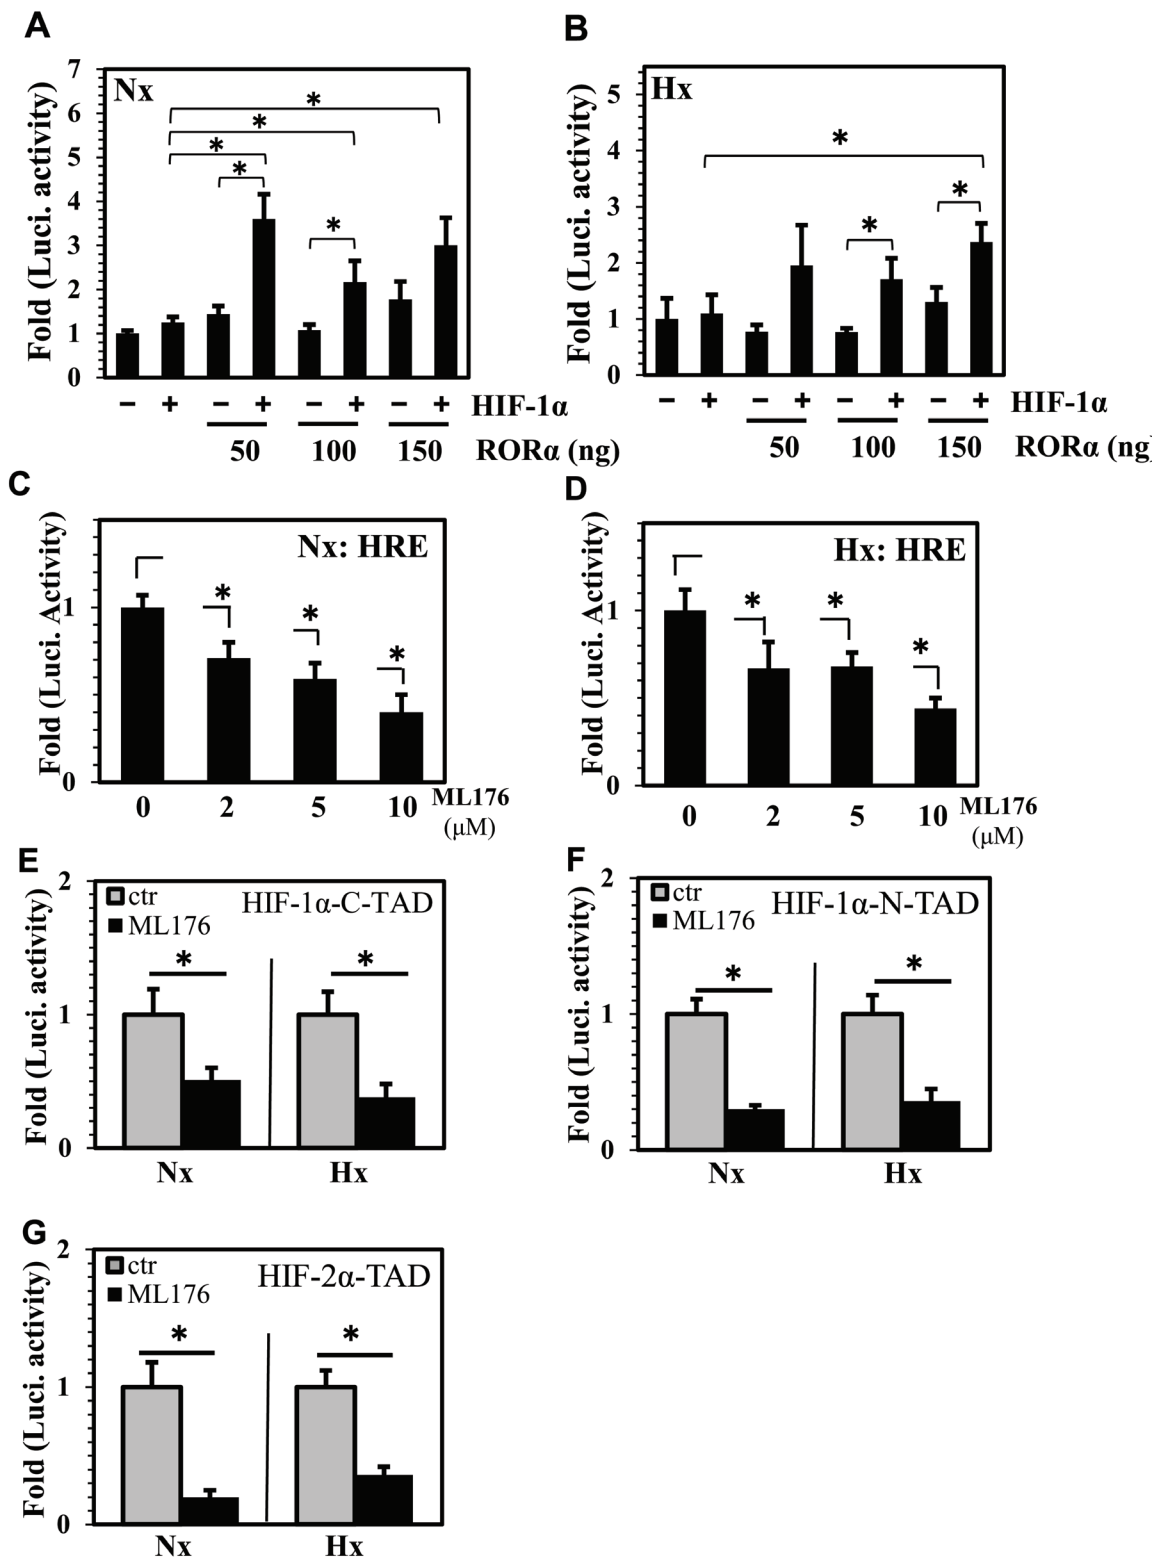 A
Fold (Luci. activity)
7
6
5
4
3
2
1
0
Nx
*
*
*
*
*
− + − + − + − + HIF-1α
50 100 150 RORα (ng)
B
Fold (Luci. activity)
5
4
3
2
1
0
Hx
*
*
*
− + − + − + − + HIF-1α
50 100 150 RORα (ng)
C
Fold (Luci. Activity)
1
0
Nx: HRE
*
*
*
0 2 5 10 ML176
(μM)
D
Fold (Luci. Activity)
1
0
Hx: HRE
*
*
*
0 2 5 10 ML176
(μM)
E
Fold (Luci. activity)
2
1
0
ctr
ML176
HIF-1α-C-TAD
* *
Nx Hx
F
Fold (Luci. activity)
2
1
0
ctr
ML176
HIF-1α-N-TAD
* *
Nx Hx
G
Fold (Luci. activity)
2
1
0
ctr
ML176
HIF-2α-TAD
* *
Nx Hx